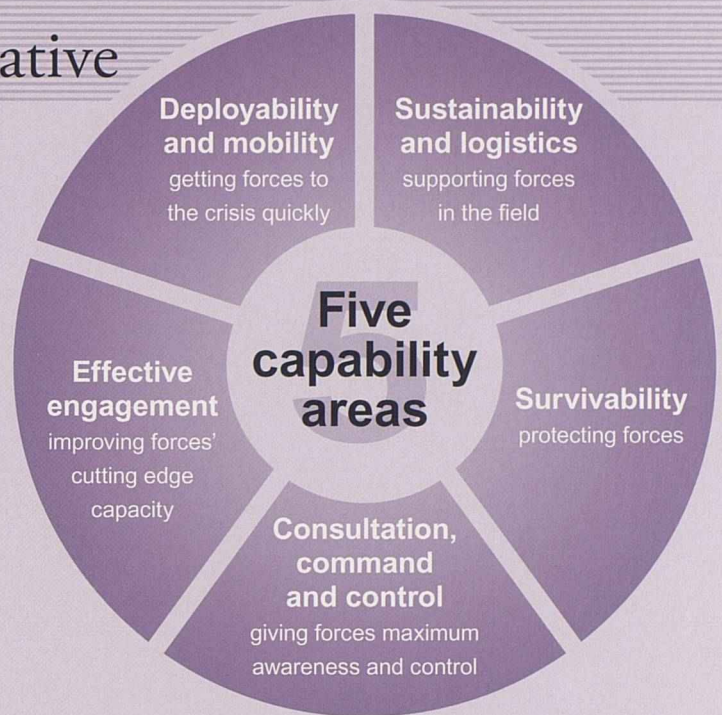 ative
Deployability
and mobility
getting forces to
the crisis quickly
Sustainability
and logistics
supporting forces
in the field
5
Five
capability
areas
Effective
engagement
improving forces'
cutting edge
capacity
Survivability
protecting forces
Consultation,
command
and control
giving forces maximum
awareness and control